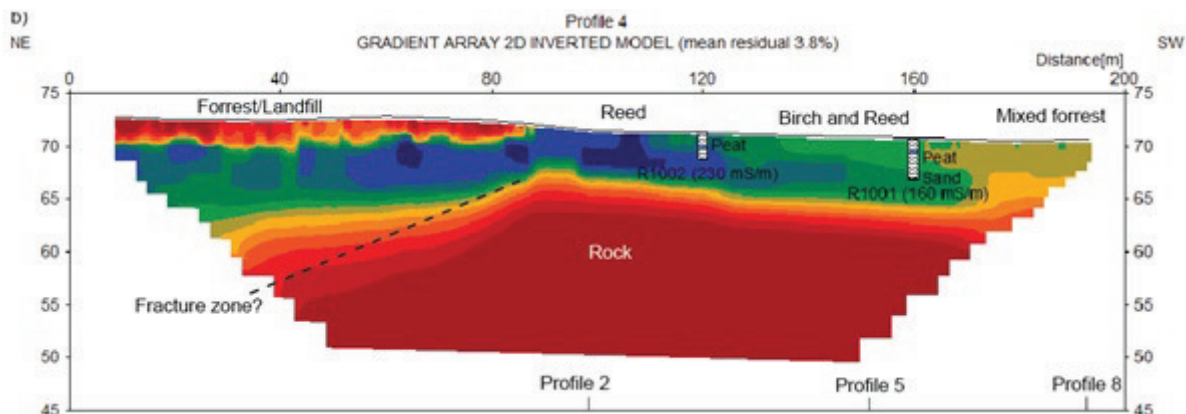 D)
Profile 4
NE
GRADIENT ARRAY 2D INVERTED MODEL (mean residual 3.8%)
SW
Distance[m]
0 40 80 120 160 200
75 75
Forrest/Landfill Reed Birch and Reed Mixed forrest
70 Peat Peat 70
R1002 (230 mS/m) Sand
R1001 (160 mS/m)
65 65
60 Rock 60
Fracture zone?
55 55
50 50
Profile 2 Profile 5 Profile 8
45 45